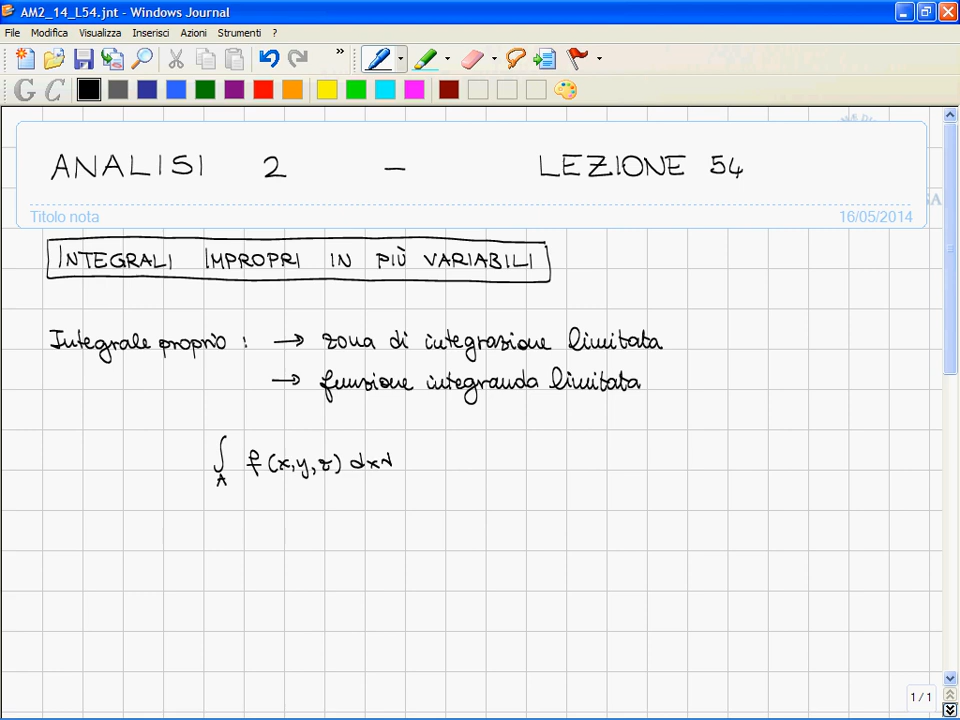 AM2_14_L54.jnt - Windows Journal
File Modifica Visualizza Inserisci Azioni Strumenti ?
»
G C
ANALISI 2 - LEZIONE 54
Titolo nota 16/05/2014
INTEGRALI IMPROPRI IN PIÙ VARIABILI
Integrale proprio : → zona di integrazione limitata
→ funzione integranda limitata
∫_A f(x,y,z) dxd
1 / 1